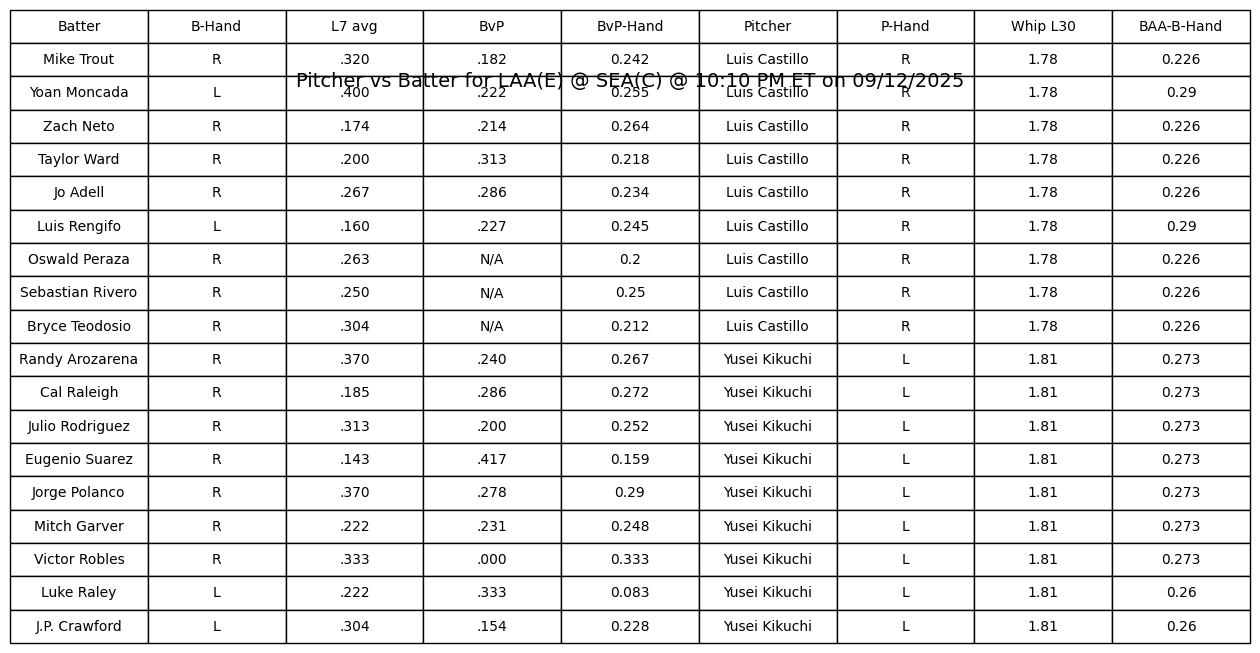 Batter B-Hand L7 avg BvP BvP-Hand Pitcher P-Hand Whip L30 BAA-B-Hand
Mike Trout R .320 .182 0.242 Luis Castillo R 1.78 0.226
Pitcher vs Batter for LAA(E) @ SEA(C) @ 10:10 PM ET on 09/12/2025
Yoan Moncada L .400 .222 0.255 Luis Castillo R 1.78 0.29
Zach Neto R .174 .214 0.264 Luis Castillo R 1.78 0.226
Taylor Ward R .200 .313 0.218 Luis Castillo R 1.78 0.226
Jo Adell R .267 .286 0.234 Luis Castillo R 1.78 0.226
Luis Rengifo L .160 .227 0.245 Luis Castillo R 1.78 0.29
Oswald Peraza R .263 N/A 0.2 Luis Castillo R 1.78 0.226
Sebastian Rivero R .250 N/A 0.25 Luis Castillo R 1.78 0.226
Bryce Teodosio R .304 N/A 0.212 Luis Castillo R 1.78 0.226
Randy Arozarena R .370 .240 0.267 Yusei Kikuchi L 1.81 0.273
Cal Raleigh R .185 .286 0.272 Yusei Kikuchi L 1.81 0.273
Julio Rodriguez R .313 .200 0.252 Yusei Kikuchi L 1.81 0.273
Eugenio Suarez R .143 .417 0.159 Yusei Kikuchi L 1.81 0.273
Jorge Polanco R .370 .278 0.29 Yusei Kikuchi L 1.81 0.273
Mitch Garver R .222 .231 0.248 Yusei Kikuchi L 1.81 0.273
Victor Robles R .333 .000 0.333 Yusei Kikuchi L 1.81 0.273
Luke Raley L .222 .333 0.083 Yusei Kikuchi L 1.81 0.26
J.P. Crawford L .304 .154 0.228 Yusei Kikuchi L 1.81 0.26